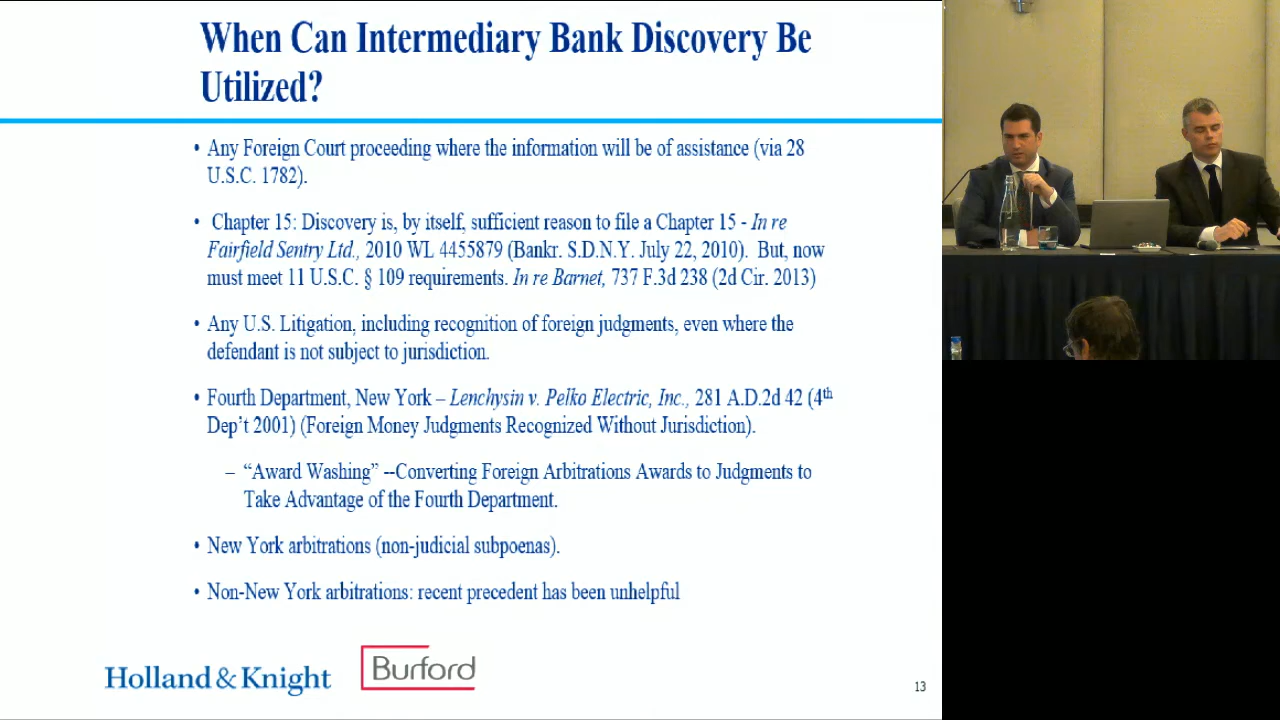 When Can Intermediary Bank Discovery Be
Utilized?
• Any Foreign Court proceeding where the information will be of assistance (via 28
U.S.C. 1782).
• Chapter 15: Discovery is, by itself, sufficient reason to file a Chapter 15 - In re
Fairfield Sentry Ltd., 2010 WL 4455879 (Bankr. S.D.N.Y. July 22, 2010). But, now
must meet 11 U.S.C. § 109 requirements. In re Barnet, 737 F.3d 238 (2d Cir. 2013)
• Any U.S. Litigation, including recognition of foreign judgments, even where the
defendant is not subject to jurisdiction.
• Fourth Department, New York – Lenchysin v. Pelko Electric, Inc., 281 A.D.2d 42 (4th
Dep't 2001) (Foreign Money Judgments Recognized Without Jurisdiction).
– “Award Washing” --Converting Foreign Arbitrations Awards to Judgments to
Take Advantage of the Fourth Department.
• New York arbitrations (non-judicial subpoenas).
• Non-New York arbitrations: recent precedent has been unhelpful
Holland & Knight
Burford
13